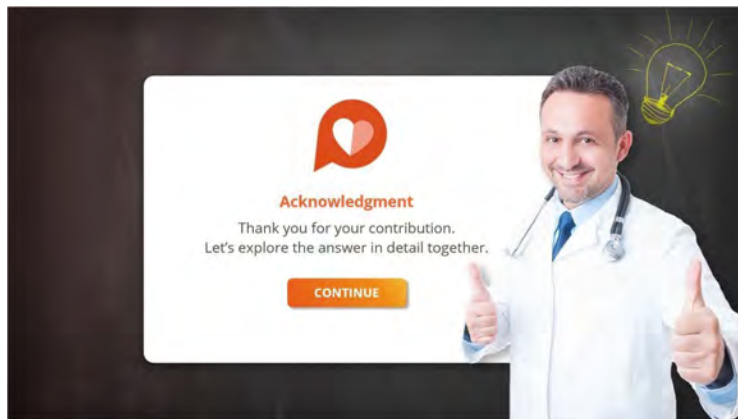 Acknowledgment
Thank you for your contribution.
Let's explore the answer in detail together.
CONTINUE